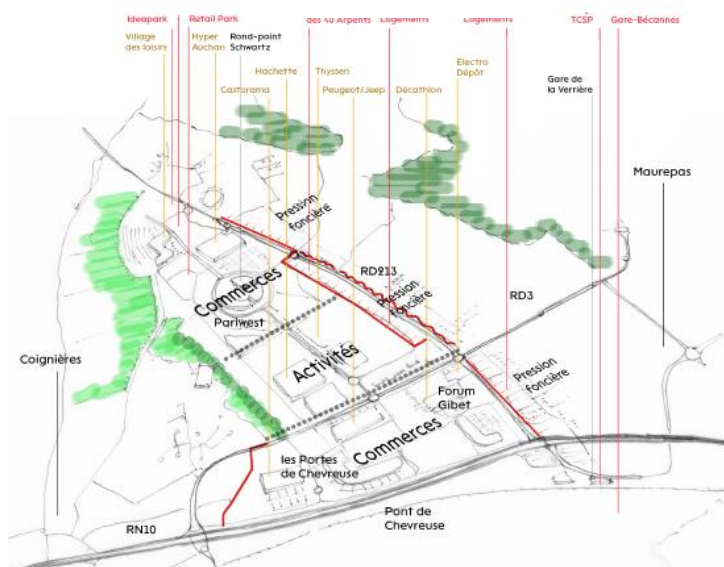 Ideapark
Retail Park
des 40 Arpents
Logements
Logements
TCSP
Gare-Bécannes
Village
des loisirs
Hyper
Auchan
Rond-point
Schwartz
Hachette
Thyssen
Electro
Dépôt
Castorama
Peugeot/Jeep
Décathlon
Gare de
la Verrière
Maurepas
Pression
foncière
RD213
Pression
foncière
RD3
Commerces
Pariwest
Activités
Pression
foncière
Coignières
Forum
Gibet
Commerces
les Portes
de Chevreuse
Pont de
Chevreuse
RN10